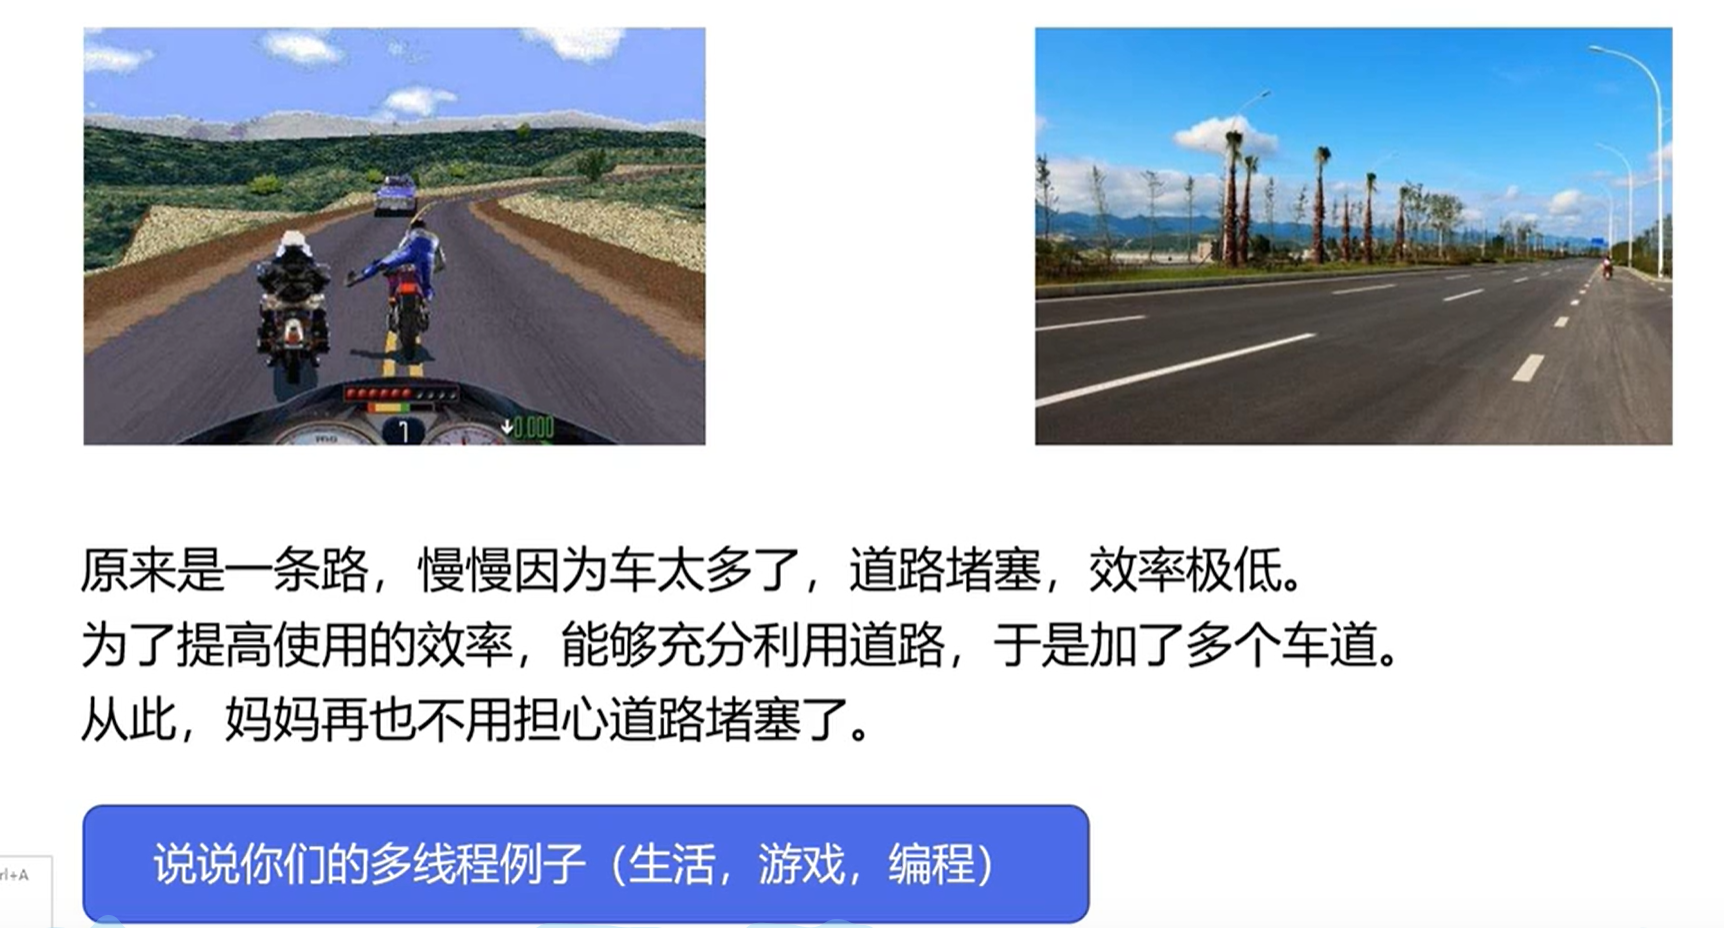 7
0.000
原来是一条路，慢慢因为车太多了，道路堵塞，效率极低。
为了提高使用的效率，能够充分利用道路，于是加了多个车道。
从此，妈妈再也不用担心道路堵塞了。
说说你们的多线程例子（生活，游戏，编程）
rl+A